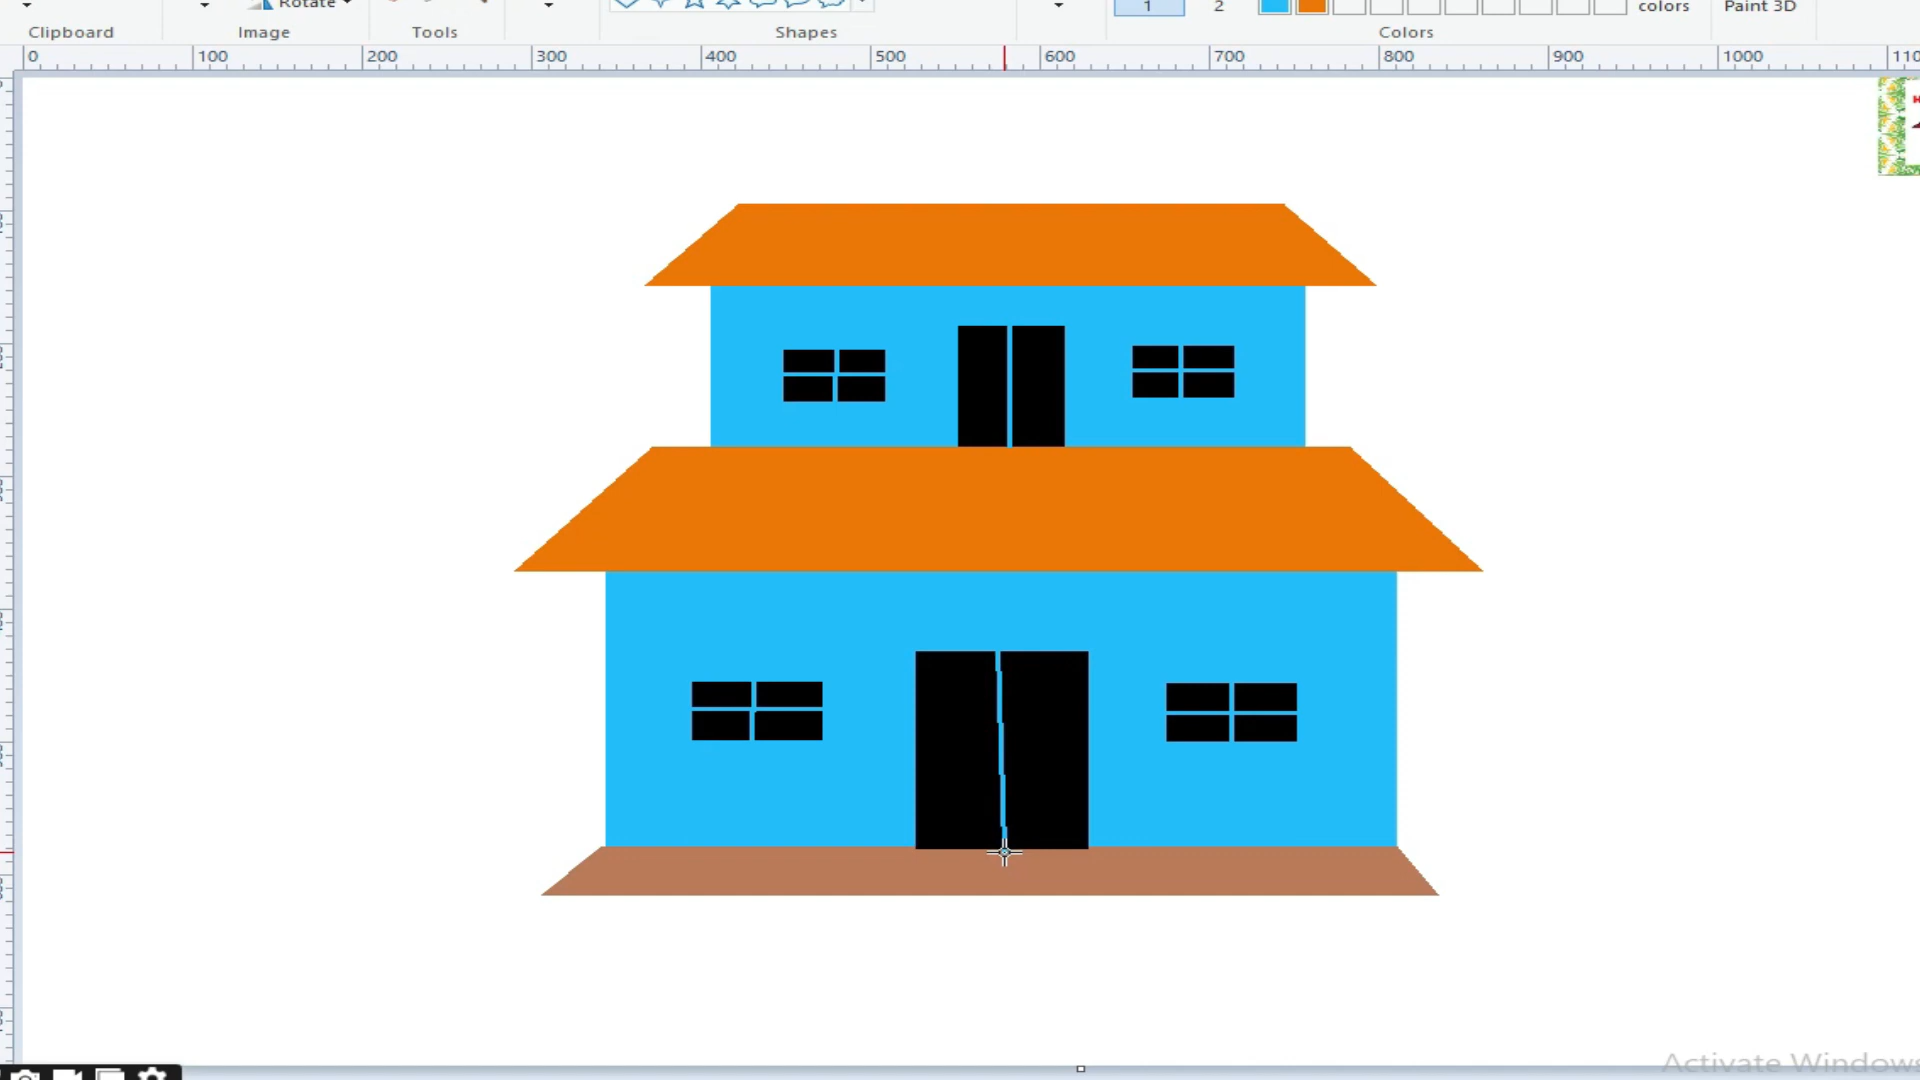 Rotate
1 2 colors Paint 3D
Clipboard Image Tools Shapes Colors
0 100 200 300 400 500 600 700 800 900 1000
Activate Windows